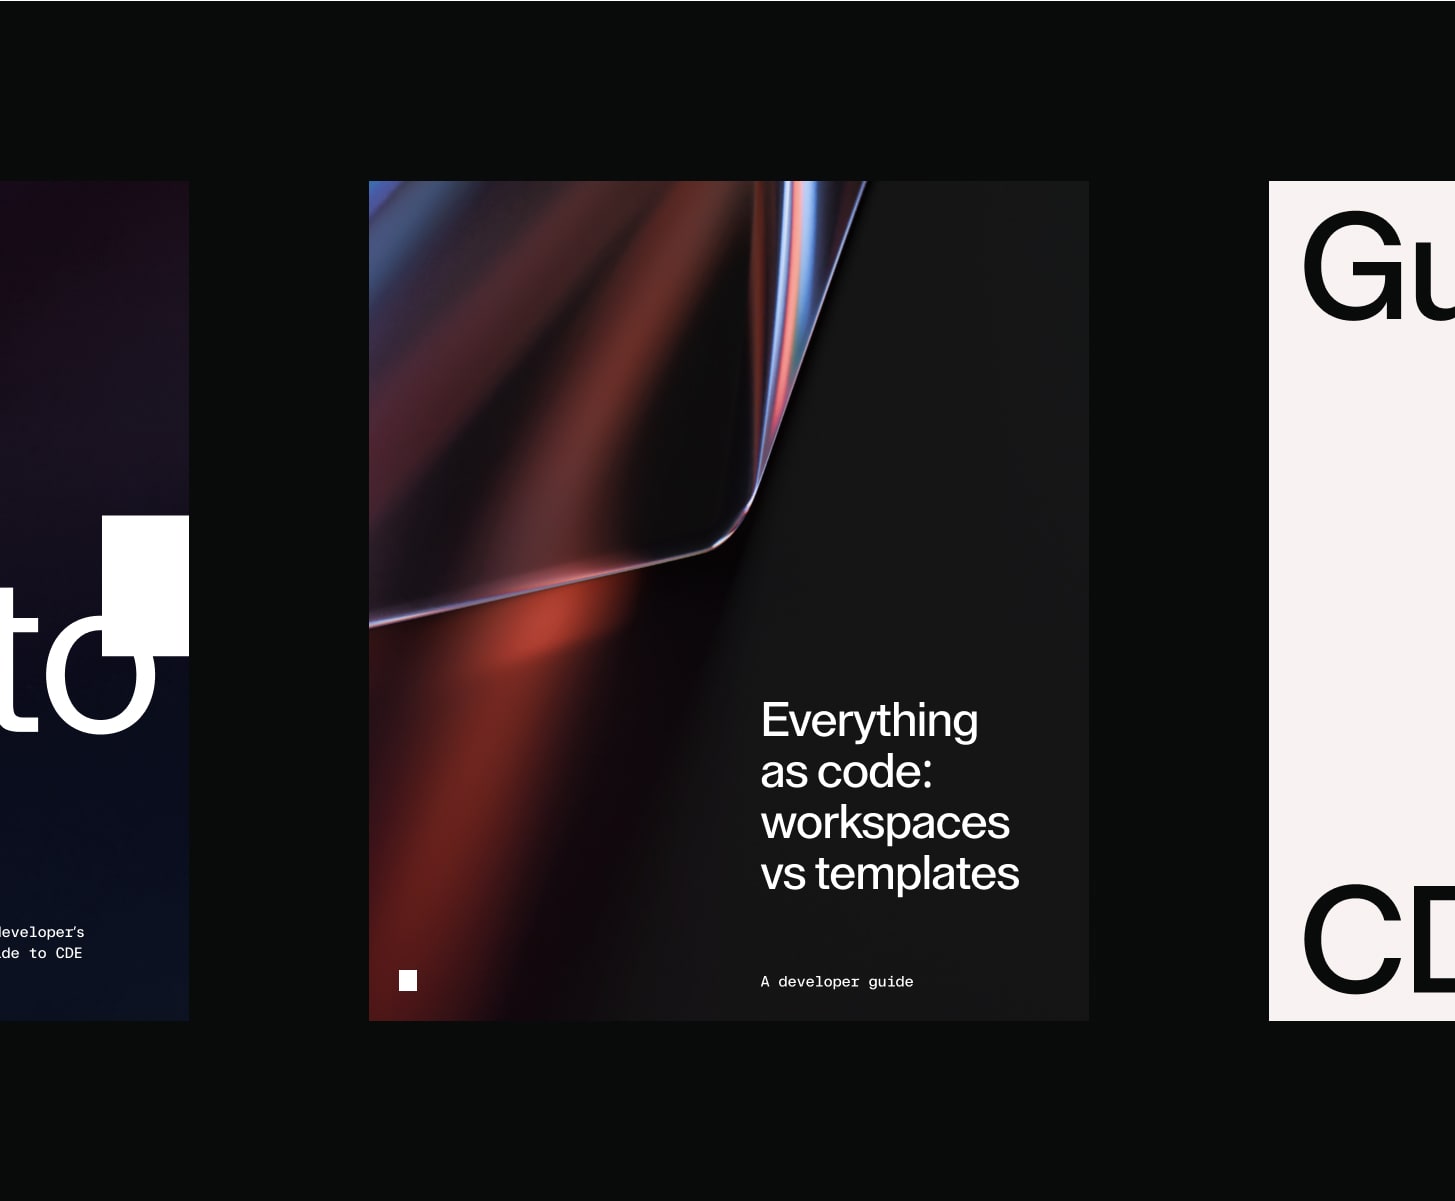 to
developer's
de to CDE
Everything
as code:
workspaces
vs templates
A developer guide
Gu
CD